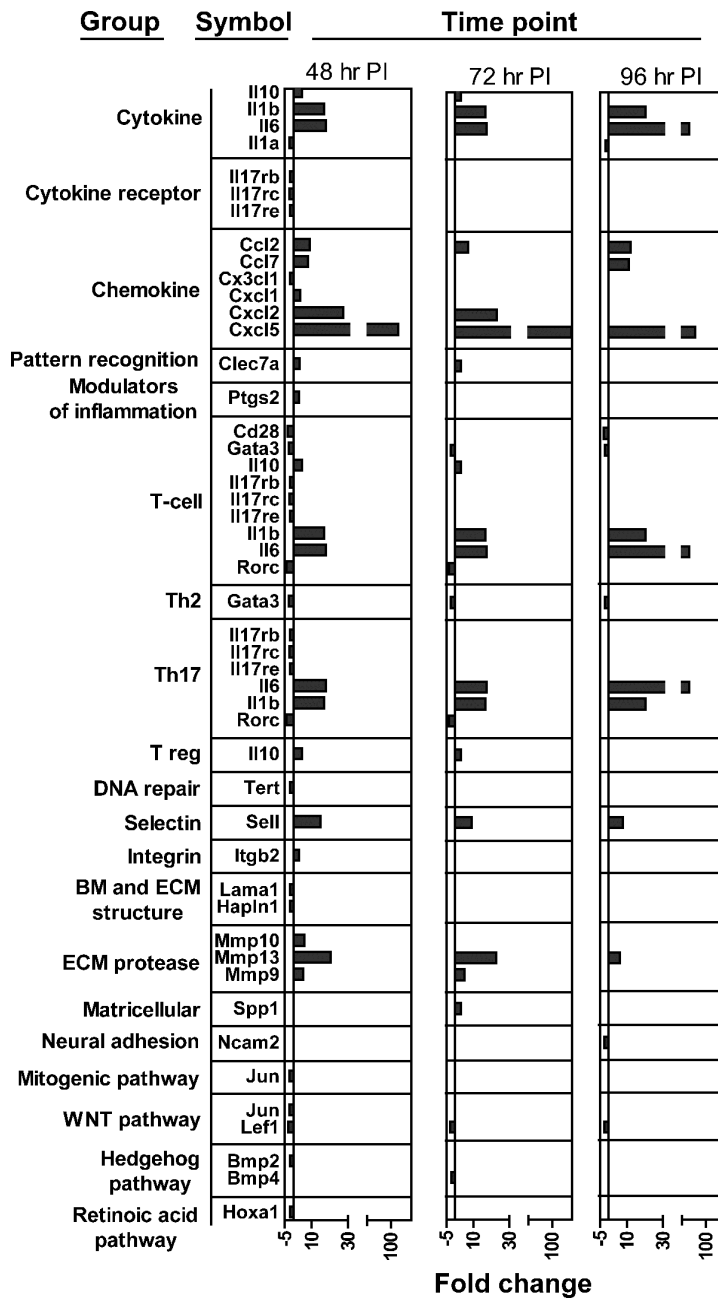 Group Symbol Time point
48 hr PI 72 hr PI 96 hr PI
Cytokine
Il10
Il1b
Il6
Il1a
Cytokine receptor
Il17rb
Il17rc
Il17re
Chemokine
Ccl2
Ccl7
Cx3cl1
Cxcl1
Cxcl2
Cxcl5
Pattern recognition
Clec7a
Modulators
of inflammation
Ptgs2
T-cell
Cd28
Gata3
Il10
Il17rb
Il17rc
Il17re
Il1b
Il6
Rorc
Th2
Gata3
Th17
Il17rb
Il17rc
Il17re
Il6
Il1b
Rorc
T reg
Il10
DNA repair
Tert
Selectin
Sell
Integrin
Itgb2
BM and ECM
structure
Lama1
Hapln1
ECM protease
Mmp10
Mmp13
Mmp9
Matricellular
Spp1
Neural adhesion
Ncam2
Mitogenic pathway
Jun
WNT pathway
Jun
Lef1
Hedgehog
pathway
Bmp2
Bmp4
Retinoic acid
pathway
Hoxa1
-5 10 30 100 -5 10 30 100 -5 10 30 100
Fold change